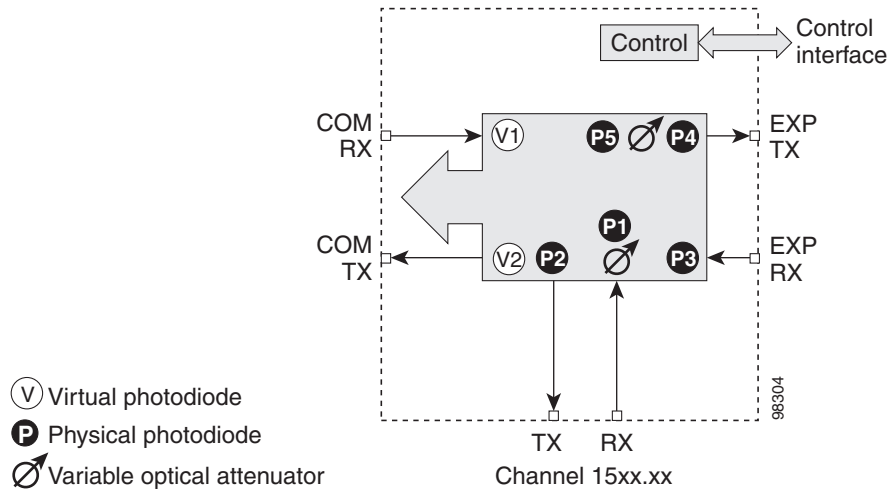 Control
Control
interface
COM
RX
V1
P5
P4
EXP
TX
P1
COM
TX
V2
P2
P3
EXP
RX
98304
V Virtual photodiode
P Physical photodiode
Variable optical attenuator
TX
RX
Channel 15xx.xx